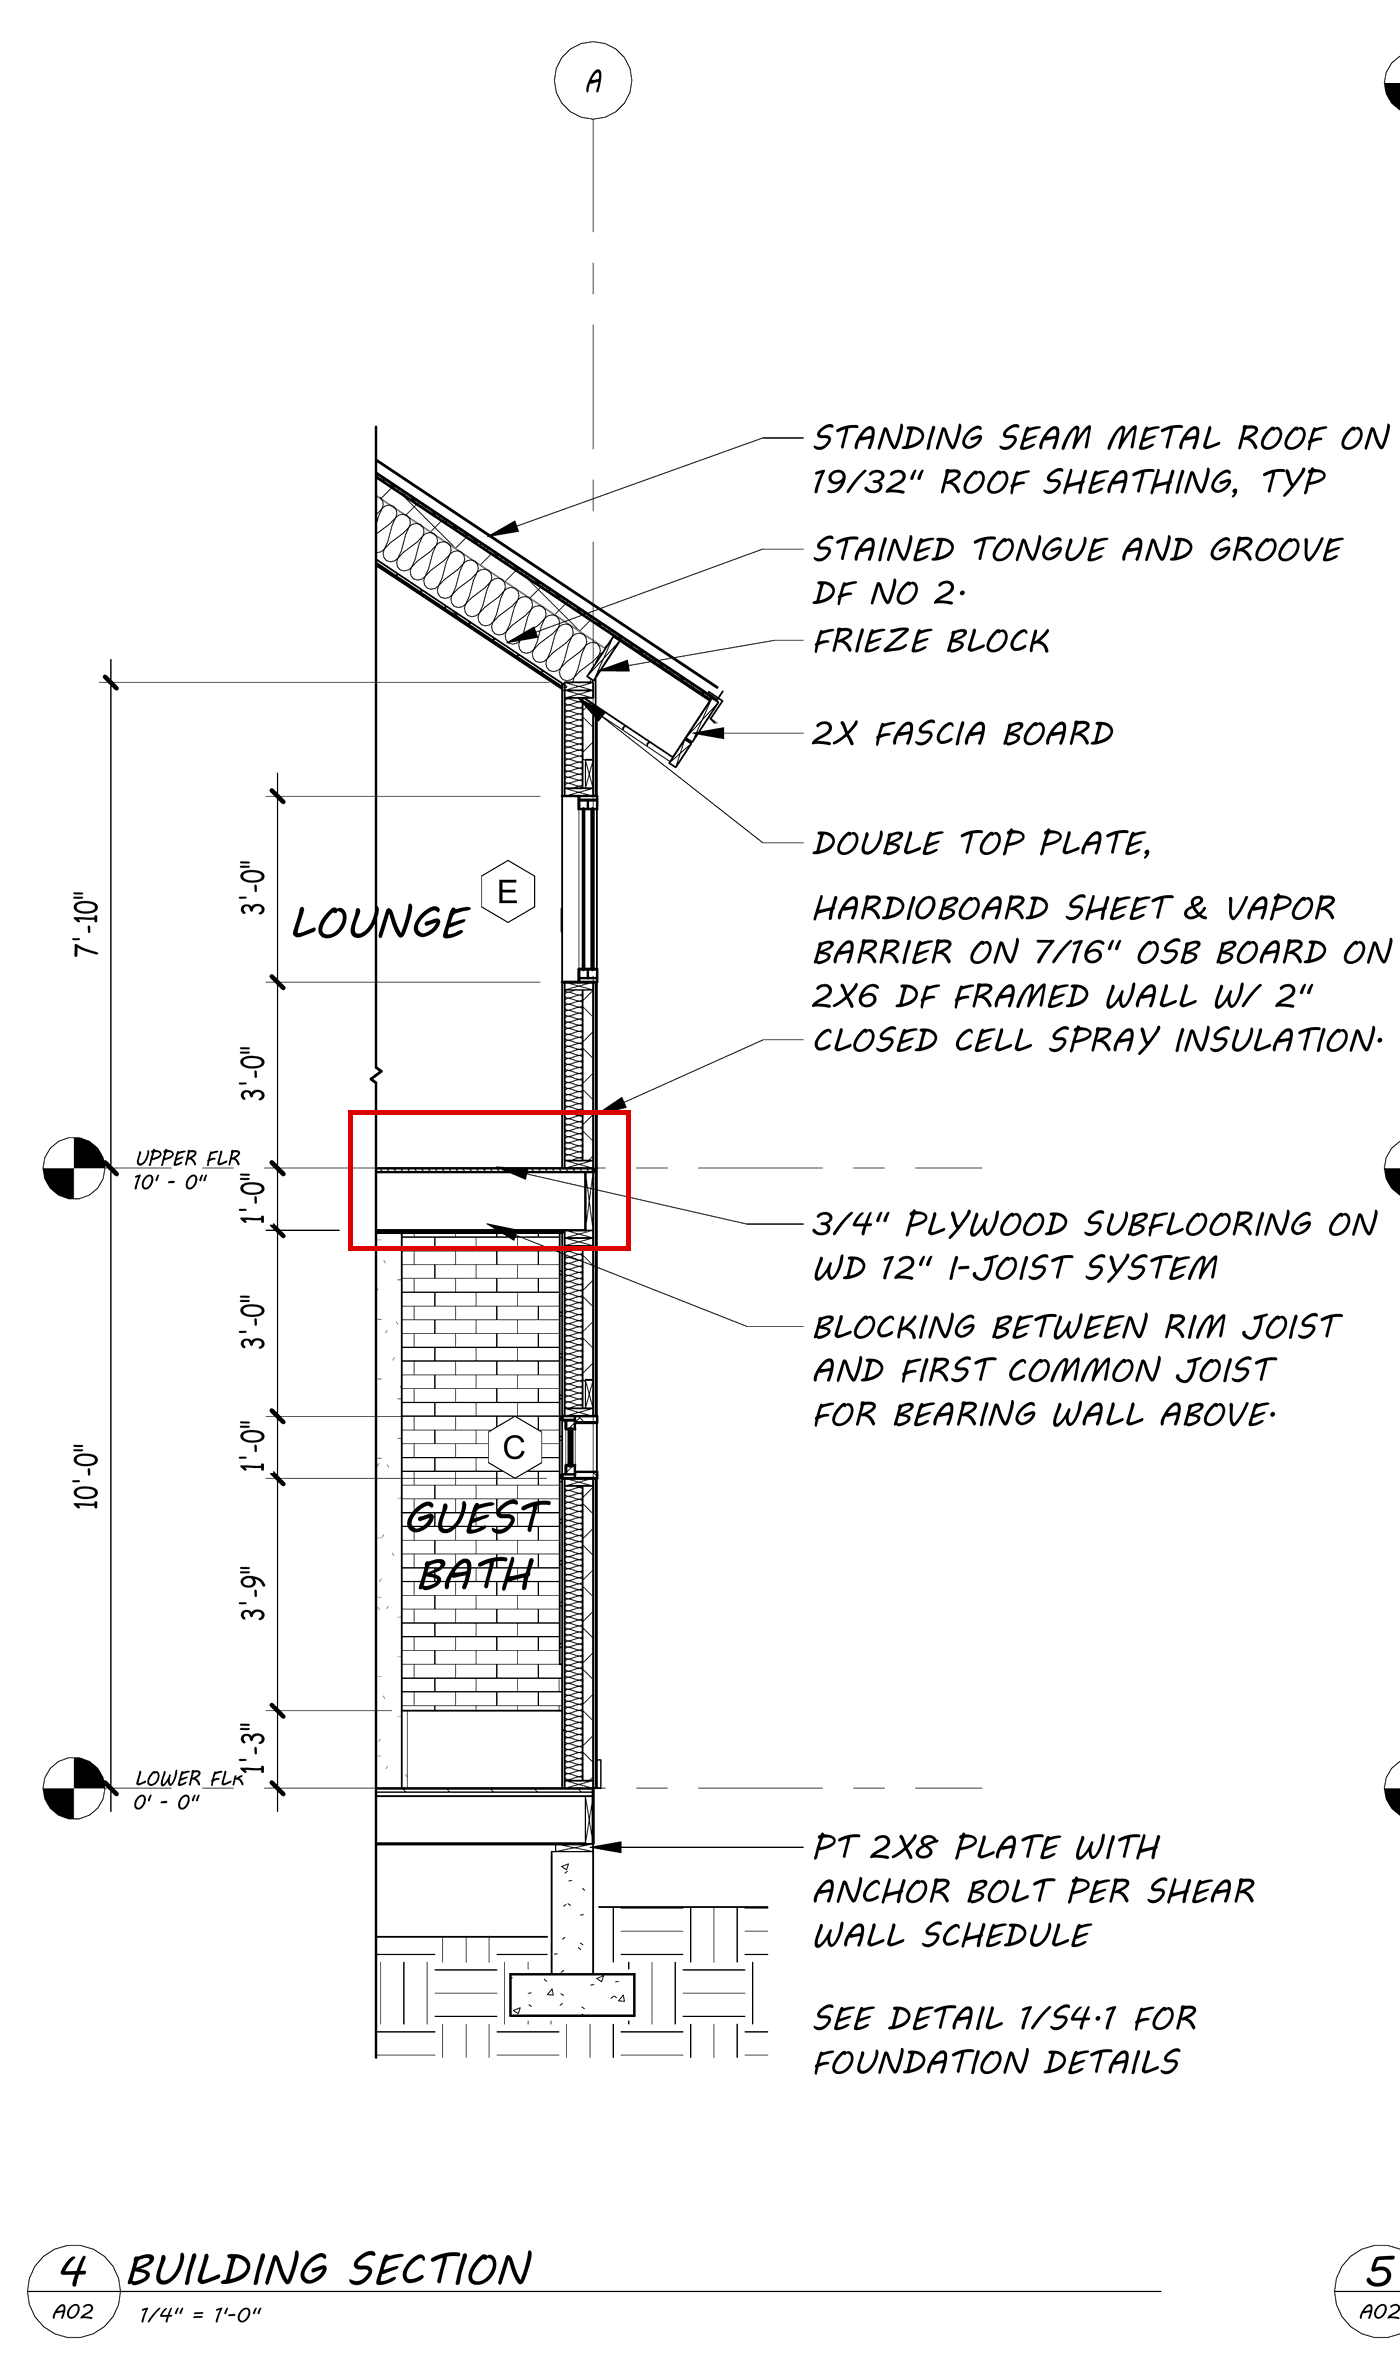 A
STANDING SEAM METAL ROOF ON
19/32" ROOF SHEATHING, TYP
STAINED TONGUE AND GROOVE
DF NO 2.
FRIEZE BLOCK
2X FASCIA BOARD
DOUBLE TOP PLATE,
HARDIOBOARD SHEET & VAPOR
BARRIER ON 7/16" OSB BOARD ON
2X6 DF FRAMED WALL W/ 2"
CLOSED CELL SPRAY INSULATION.
7'-10"
3'-0"
LOUNGE
E
3'-0"
UPPER FLR
10' - 0"
1'-0"
3/4" PLYWOOD SUBFLOORING ON
WD 12" I-JOIST SYSTEM
BLOCKING BETWEEN RIM JOIST
AND FIRST COMMON JOIST
FOR BEARING WALL ABOVE.
3'-0"
10'-0"
1'-0"
C
GUEST
BATH
3'-9"
1'-3"
LOWER FLR
0' - 0"
PT 2X8 PLATE WITH
ANCHOR BOLT PER SHEAR
WALL SCHEDULE
SEE DETAIL 1/S4.1 FOR
FOUNDATION DETAILS
4
BUILDING SECTION
A02
1/4" = 1'-0"
5
A02